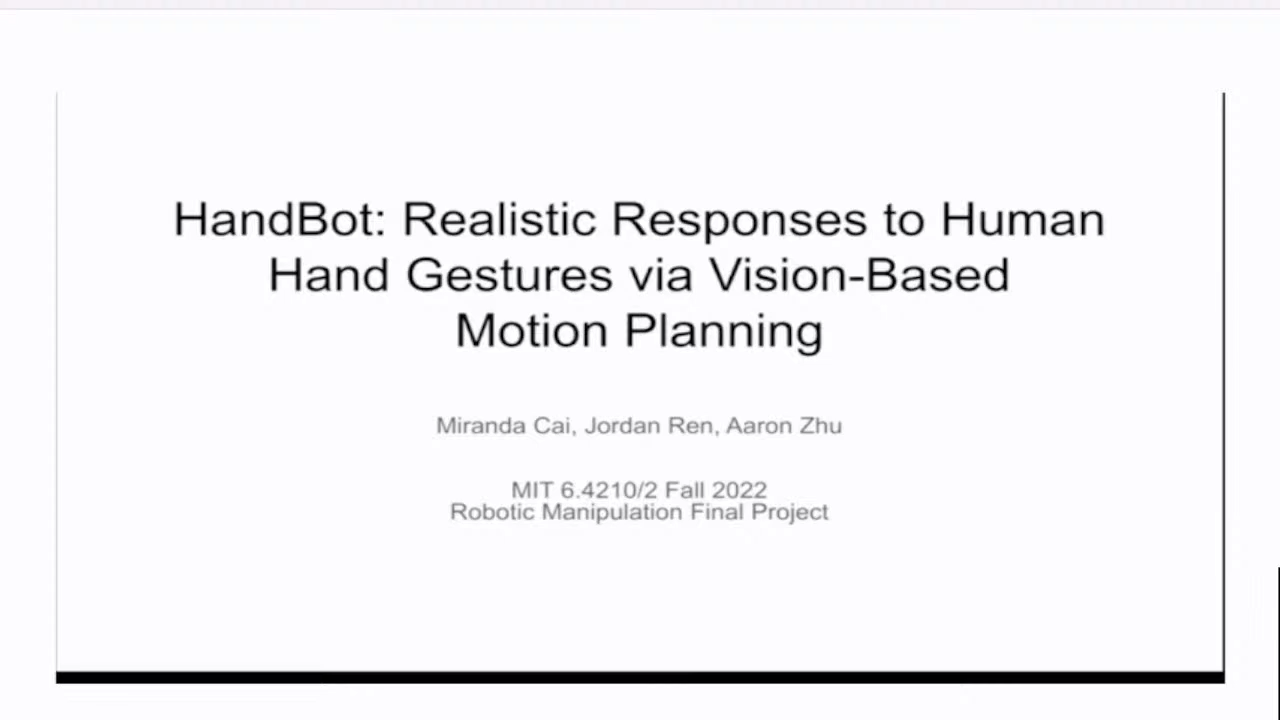 HandBot: Realistic Responses to Human
Hand Gestures via Vision-Based
Motion Planning
Miranda Cai, Jordan Ren, Aaron Zhu
MIT 6.4210/2 Fall 2022
Robotic Manipulation Final Project